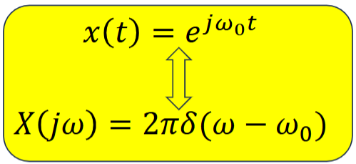 x(t) = e^{jω₀t}
X(jω) = 2πδ(ω − ω₀)